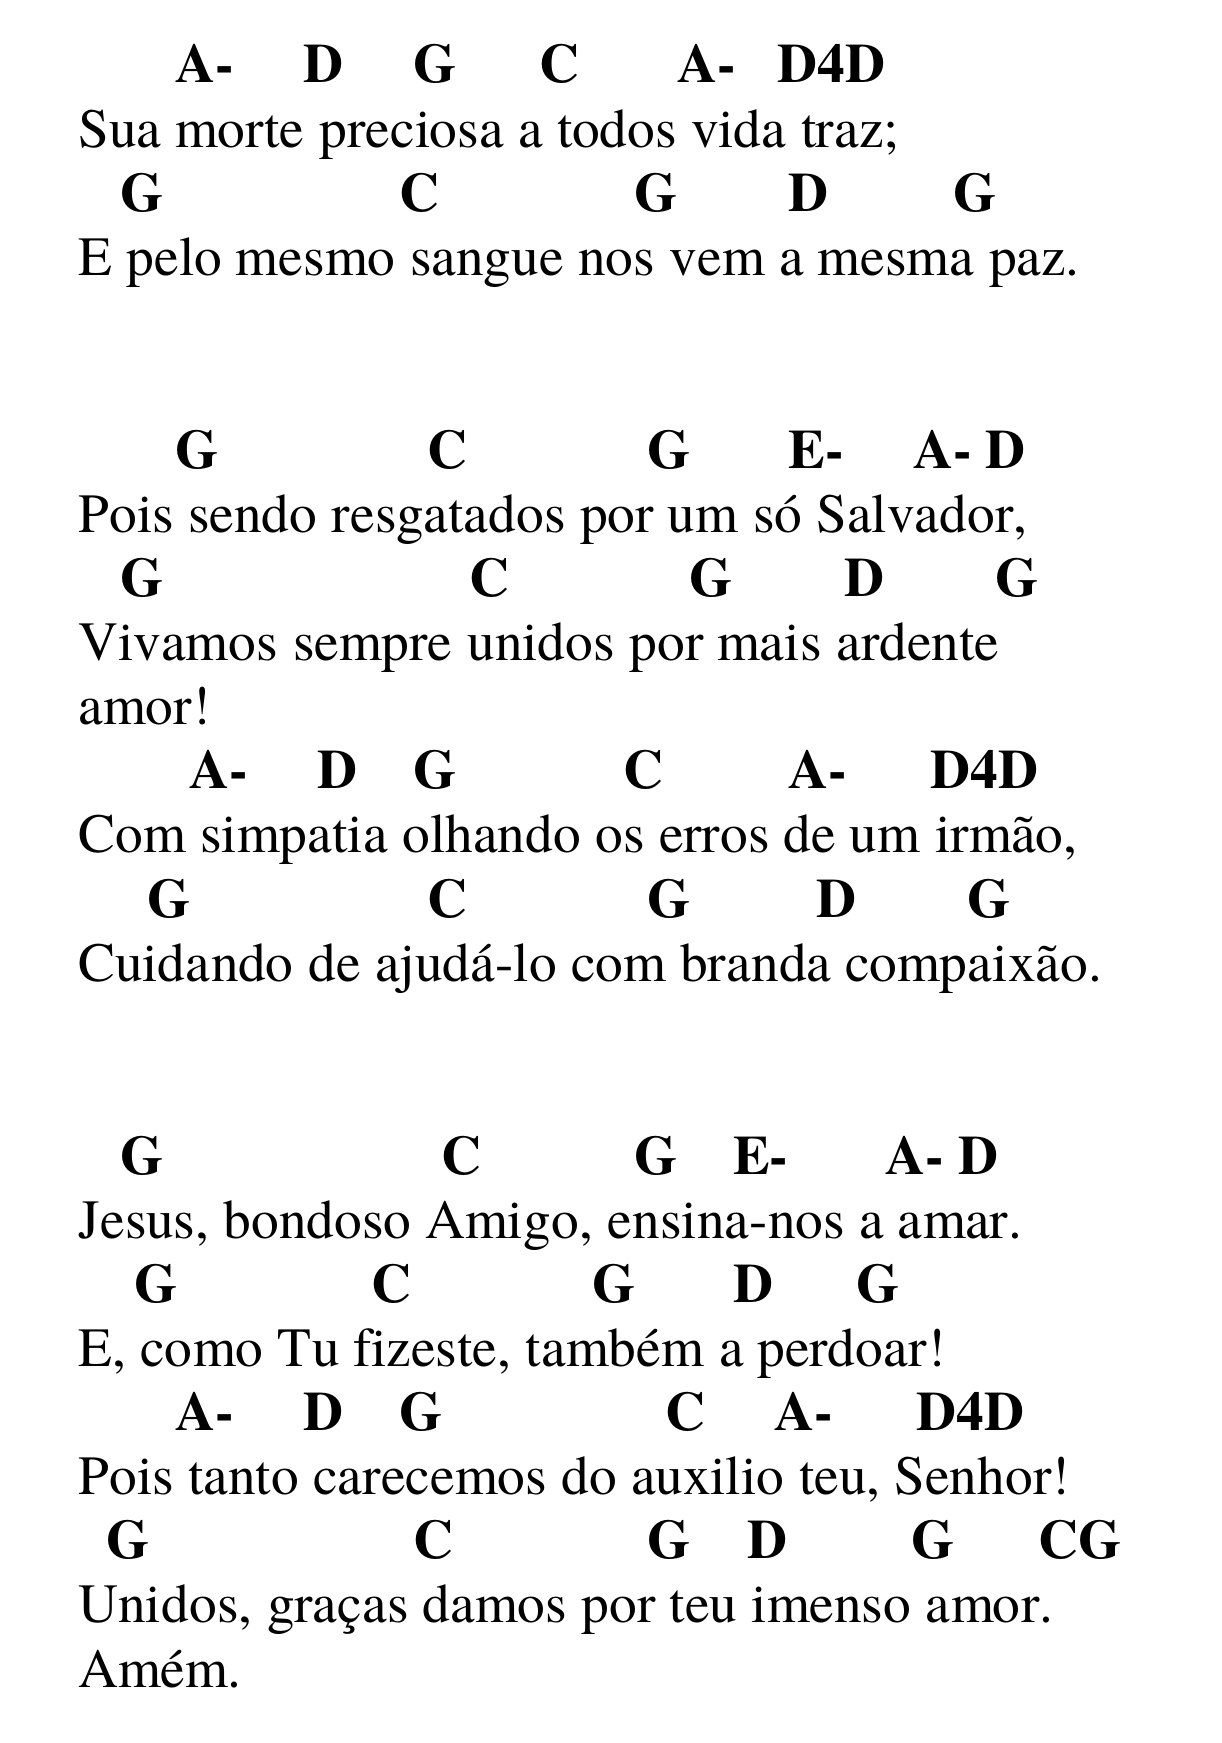 A- D G C A- D4D
Sua morte preciosa a todos vida traz;
G C G D G
E pelo mesmo sangue nos vem a mesma paz.
G C G E- A- D
Pois sendo resgatados por um só Salvador,
G C G D G
Vivamos sempre unidos por mais ardente
amor!
A- D G C A- D4D
Com simpatia olhando os erros de um irmão,
G C G D G
Cuidando de ajudá-lo com branda compaixão.
G C G E- A- D
Jesus, bondoso Amigo, ensina-nos a amar.
G C G D G
E, como Tu fizeste, também a perdoar!
A- D G C A- D4D
Pois tanto carecemos do auxilio teu, Senhor!
G C G D G CG
Unidos, graças damos por teu imenso amor.
Amém.